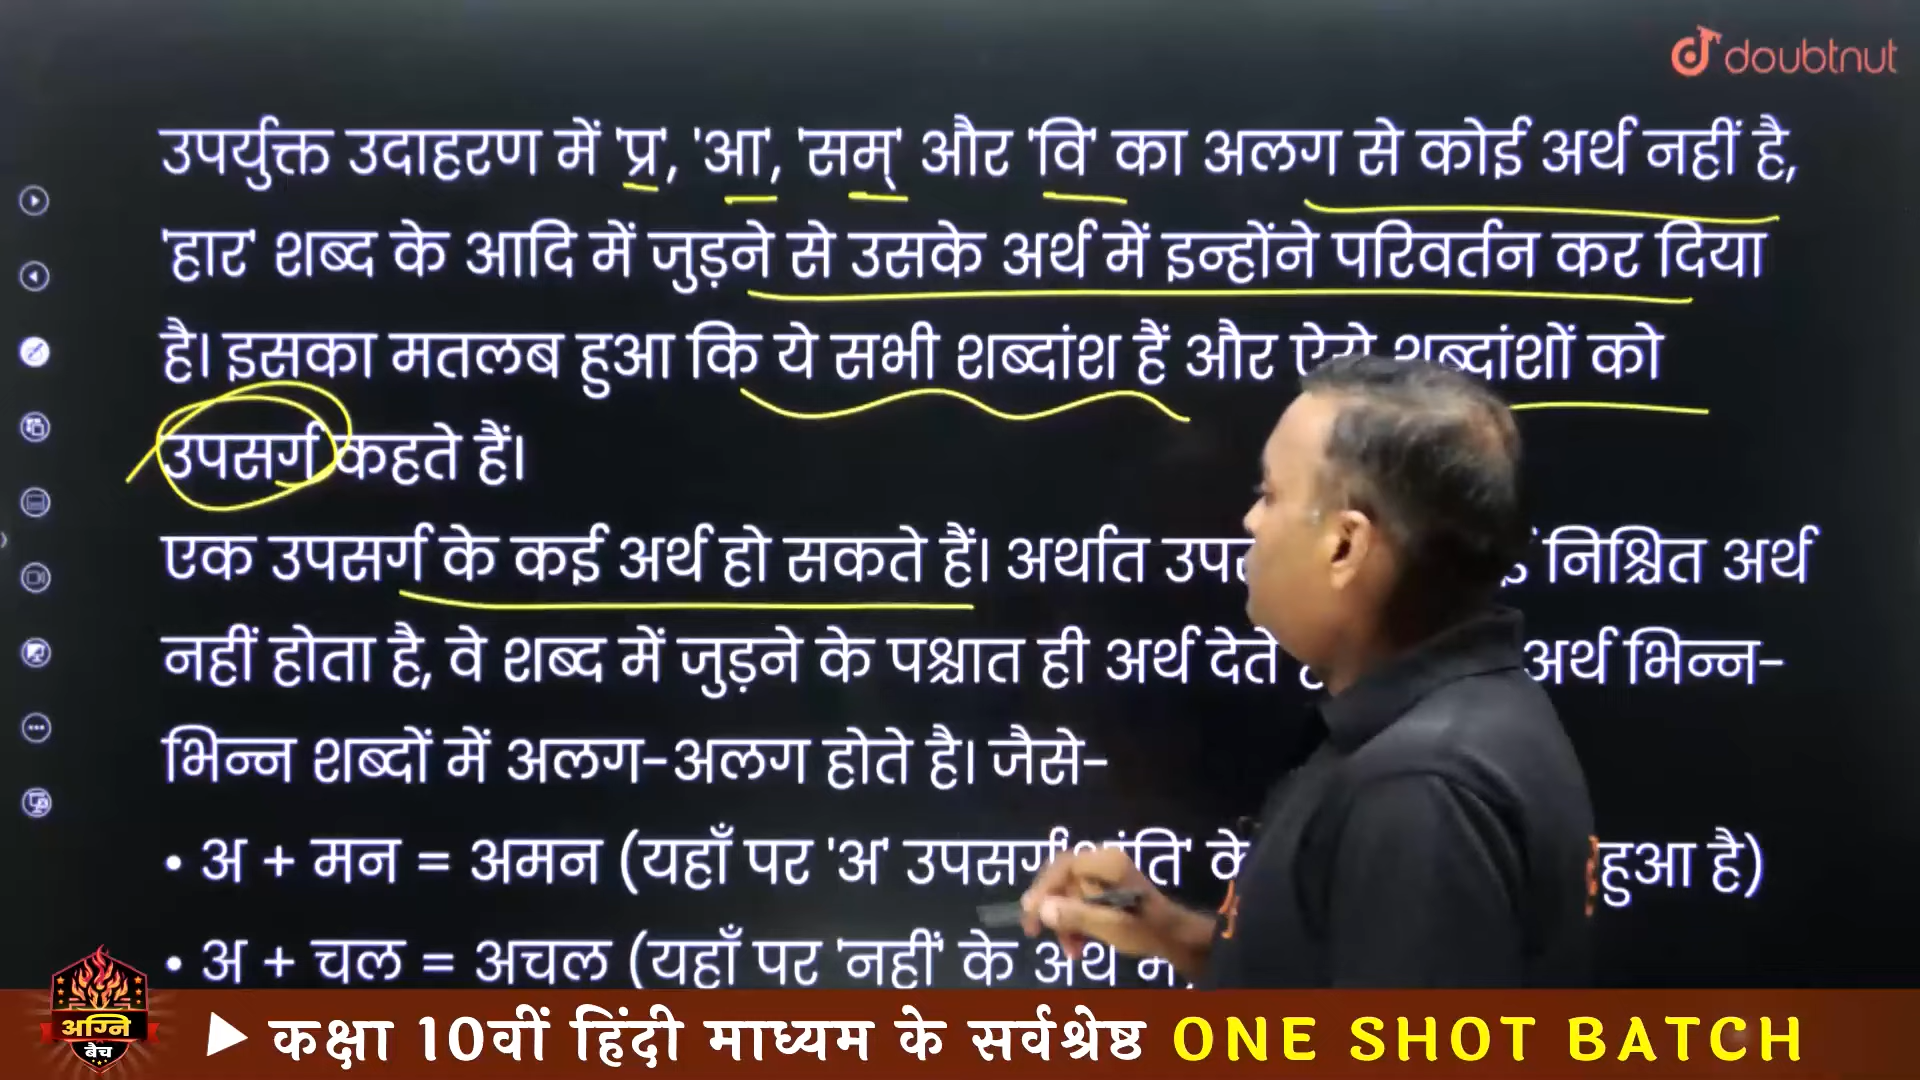 doubtnut
उपर्युक्त उदाहरण में 'प्र', 'आ', 'सम्' और 'वि' का अलग से कोई अर्थ नहीं है,
'हार' शब्द के आदि में जुड़ने से उसके अर्थ में इन्होंने परिवर्तन कर दिया
है। इसका मतलब हुआ कि ये सभी शब्दांश हैं और ऐसे शब्दांशों को
उपसर्ग कहते हैं।
एक उपसर्ग के कई अर्थ हो सकते हैं। अर्थात निश्चित अर्थ
नहीं होता है, वे शब्द में जुड़ने के पश्चात ही अर्थ देते अर्थ भिन्न-
भिन्न शब्दों में अलग-अलग होते है। जैसे-
• अ + मन = अमन (यहाँ पर 'अ' उपसर्ग 'शांति' के हुआ है)
• अ + चल = अचल (यहाँ पर 'नहीं' के अर्थ में
अग्नि
बैच
कक्षा 10वीं हिंदी माध्यम के सर्वश्रेष्ठ ONE SHOT BATCH